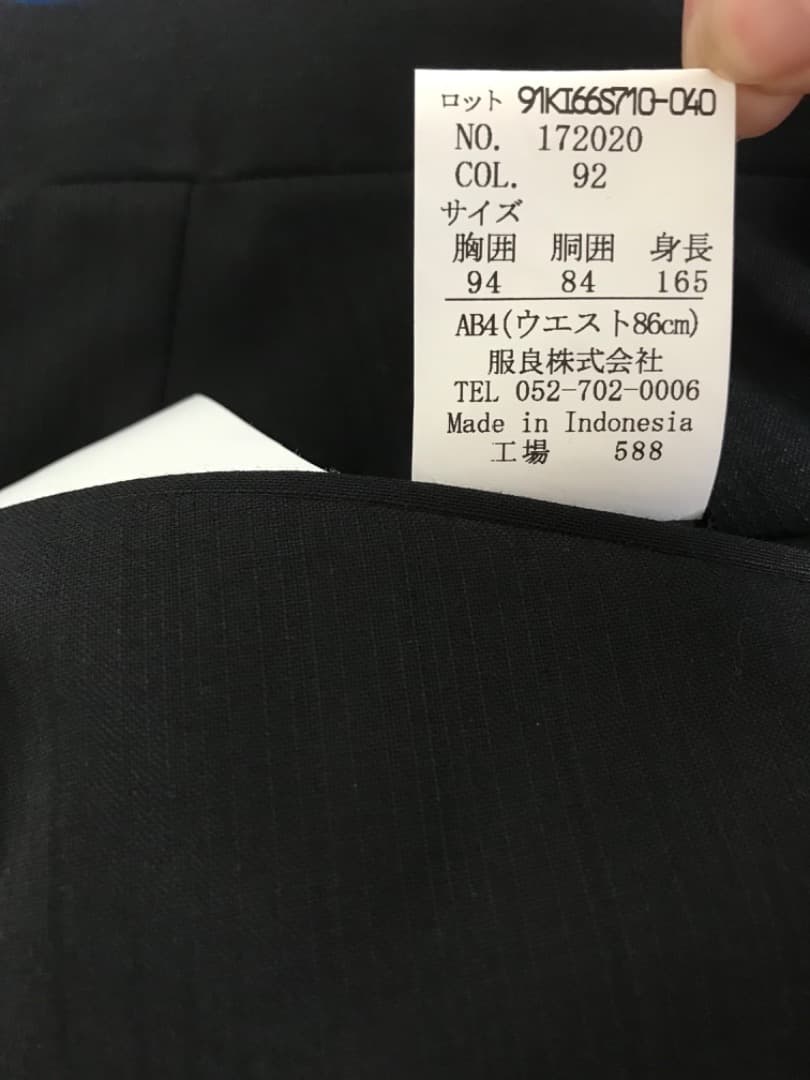 ロット 91KI66S710-040
NO. 172020
COL. 92
サイズ
胸囲 胴囲 身長
94 84 165
AB4(ウエスト86cm)
服良株式会社
TEL 052-702-0006
Made in Indonesia
工場 588